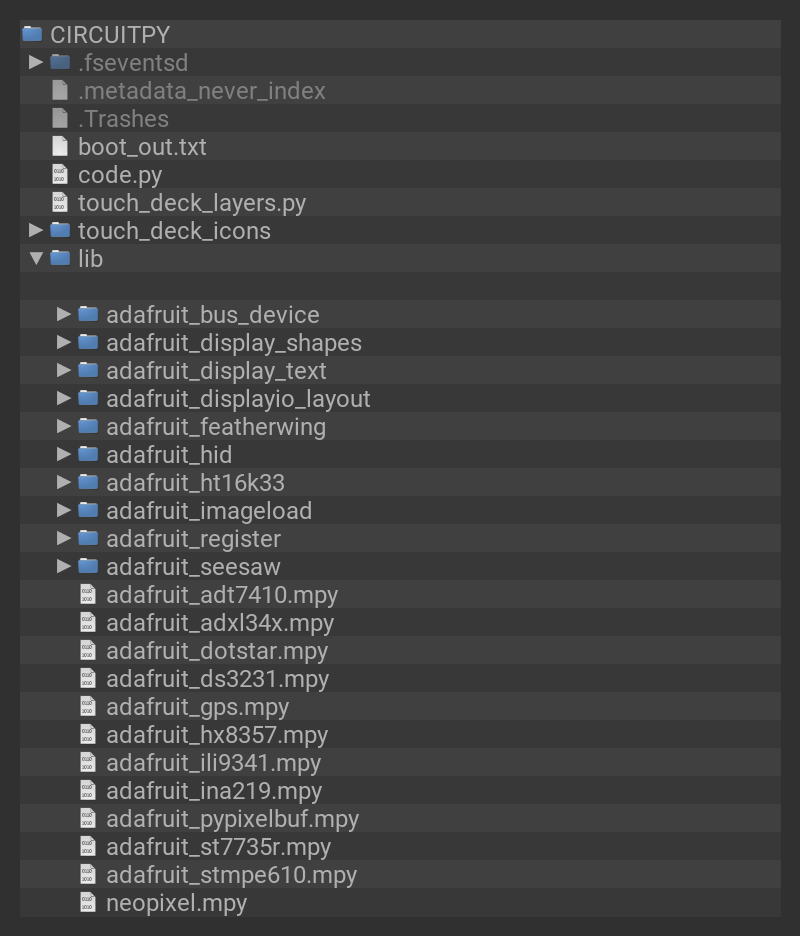 CIRCUITPY
.fseventsd
.metadata_never_index
.Trashes
boot_out.txt
code.py
touch_deck_layers.py
touch_deck_icons
lib
adafruit_bus_device
adafruit_display_shapes
adafruit_display_text
adafruit_displayio_layout
adafruit_featherwing
adafruit_hid
adafruit_ht16k33
adafruit_imageload
adafruit_register
adafruit_seesaw
adafruit_adt7410.mpy
adafruit_adxl34x.mpy
adafruit_dotstar.mpy
adafruit_ds3231.mpy
adafruit_gps.mpy
adafruit_hx8357.mpy
adafruit_ili9341.mpy
adafruit_ina219.mpy
adafruit_pypixelbuf.mpy
adafruit_st7735r.mpy
adafruit_stmpe610.mpy
neopixel.mpy